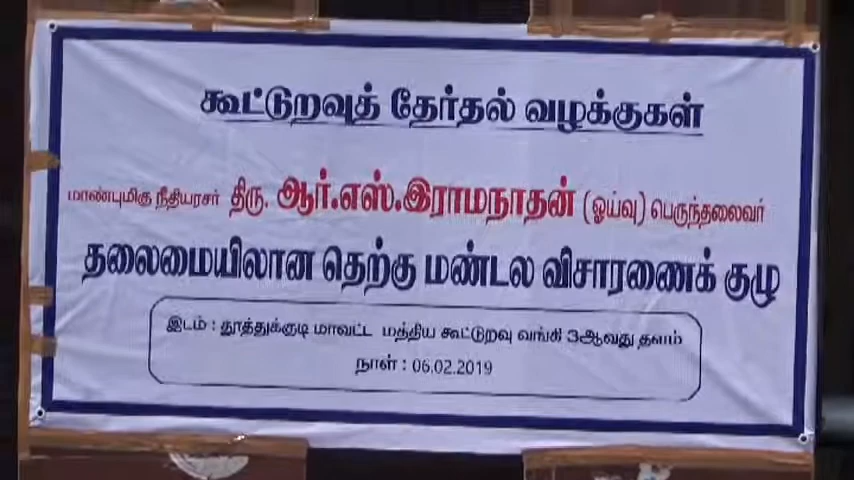 கூட்டுறவுத் தேர்தல் வழக்குகள்
மாண்புமிகு நீதியரசர் திரு. ஆர்.எஸ்.இராமநாதன் (ஓய்வு) பெருந்தலைவர்
தலைமையிலான தெற்கு மண்டல விசாரணைக் குழு
இடம் : தூத்துக்குடி மாவட்ட மத்திய கூட்டுறவு வங்கி 3ஆவது தளம்
நாள் : 06.02.2019